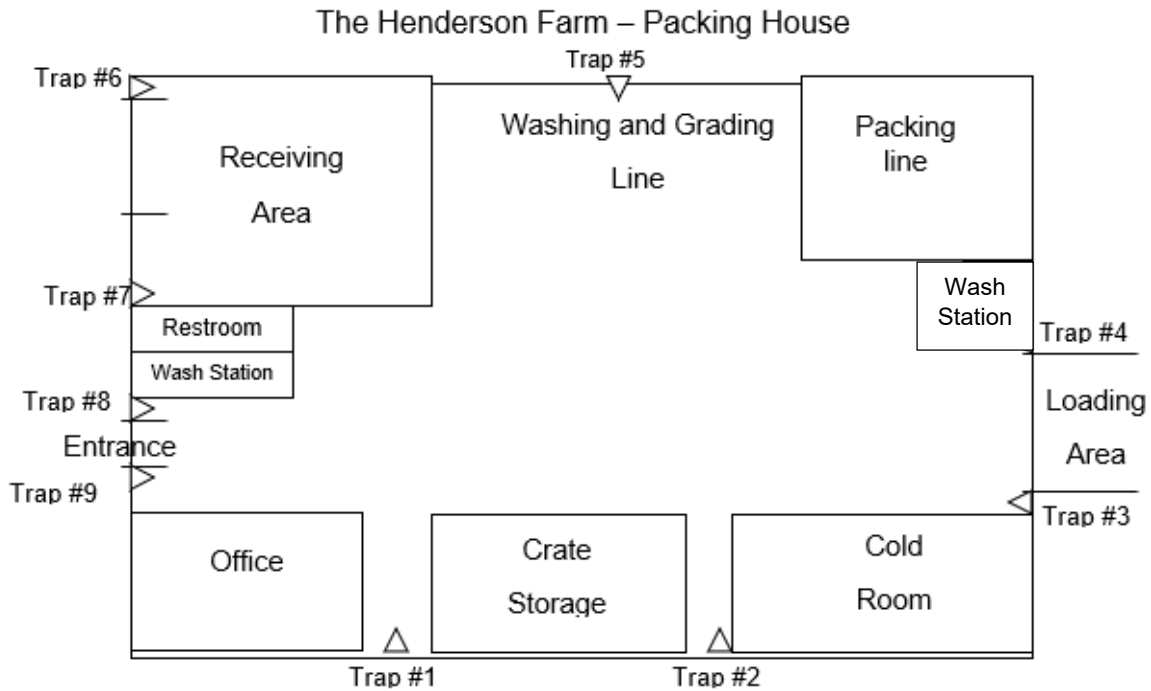 The Henderson Farm – Packing House
Trap #5
Trap #6
Washing and Grading
Line
Packing
line
Receiving
Area
Trap #7
Restroom
Wash Station
Wash
Station
Trap #4
Trap #8
Entrance
Loading
Area
Trap #9
Trap #3
Office
Crate
Storage
Cold
Room
Trap #1
Trap #2